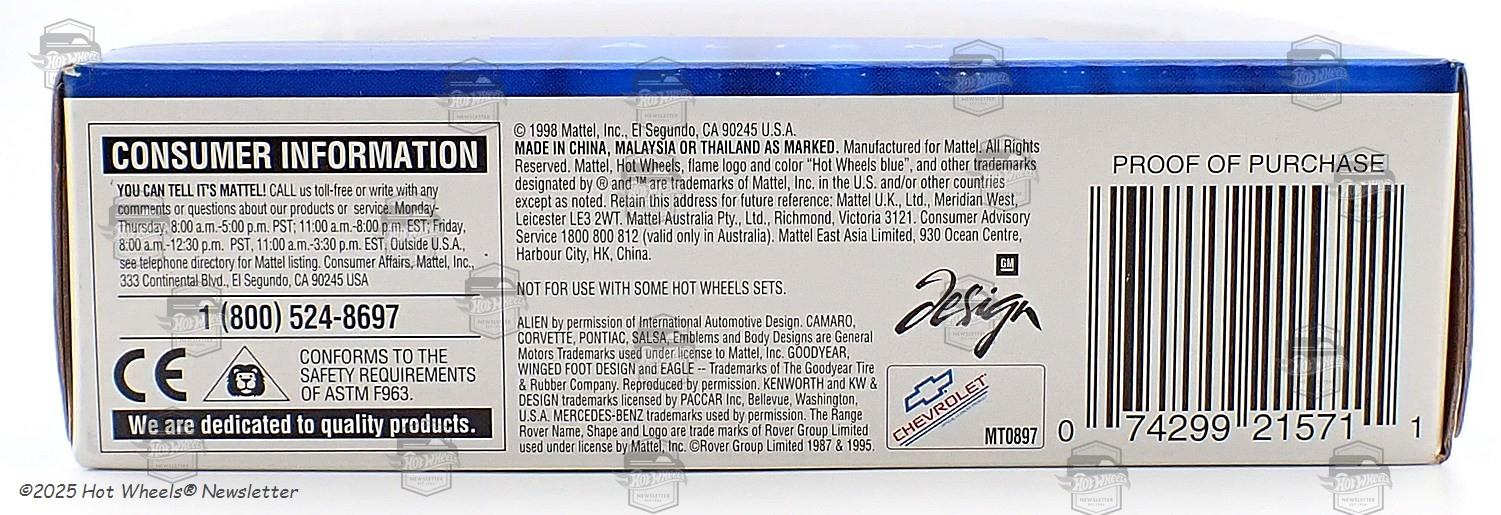 ALIEN
CONSUMER INFORMATION
YOU CAN TELL IT'S MATTEL! CALL us toll-free or write with any
comments or questions about our products or service. Monday-
Thursday, 8:00 a.m.-5:00 p.m. PST; 11:00 a.m.-8:00 p.m. EST; Friday,
8:00 a.m.-12:30 p.m. PST, 11:00 a.m.-3:30 p.m. EST. Outside U.S.A.,
see telephone directory for Mattel listing. Consumer Affairs, Mattel, Inc.,
333 Continental Blvd., El Segundo, CA 90245 USA
1 (800) 524-8697
CE
CONFORMS TO THE
SAFETY REQUIREMENTS
OF ASTM F963.
We are dedicated to quality products.
© 1998 Mattel, Inc., El Segundo, CA 90245 U.S.A.
MADE IN CHINA, MALAYSIA OR THAILAND AS MARKED. Manufactured for Mattel. All Rights
Reserved. Mattel, Hot Wheels, flame logo and color "Hot Wheels blue", and other trademarks
designated by ® and ™ are trademarks of Mattel, Inc. in the U.S. and/or other countries
except as noted. Retain this address for future reference: Mattel U.K., Ltd., Meridian West,
Leicester LE3 2WT. Mattel Australia Pty., Ltd., Richmond, Victoria 3121. Consumer Advisory
Service 1800 800 812 (valid only in Australia). Mattel East Asia Limited, 930 Ocean Centre,
Harbour City, HK, China.
NOT FOR USE WITH SOME HOT WHEELS SETS.
ALIEN by permission of International Automotive Design. CAMARO,
CORVETTE, PONTIAC, SALSA, Emblems and Body Designs are General
Motors Trademarks used under license to Mattel, Inc. GOODYEAR,
WINGED FOOT DESIGN and EAGLE -- Trademarks of The Goodyear Tire
& Rubber Company. Reproduced by permission. KENWORTH and KW &
DESIGN trademarks licensed by PACCAR Inc, Bellevue, Washington,
U.S.A. MERCEDES-BENZ trademarks used by permission. The Range
Rover Name, Shape and Logo are trade marks of Rover Group Limited
used under license by Mattel, Inc. ©Rover Group Limited 1987 & 1995.
GM
design
CHEVROLET
MT0897
PROOF OF PURCHASE
0 74299 21571 1
©2025 Hot Wheels® Newsletter